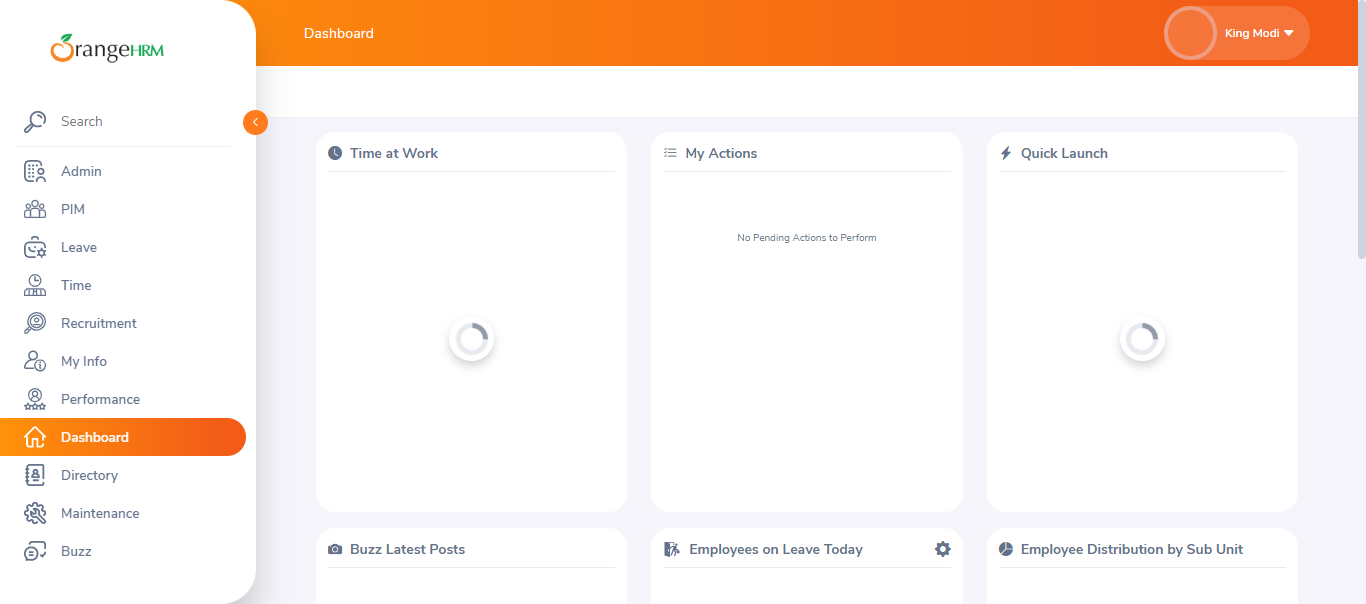 OrangeHRM
Dashboard
King Modi
Search
Admin
PIM
Leave
Time
Recruitment
My Info
Performance
Dashboard
Directory
Maintenance
Buzz
Time at Work
My Actions
No Pending Actions to Perform
Quick Launch
Buzz Latest Posts
Employees on Leave Today
Employee Distribution by Sub Unit